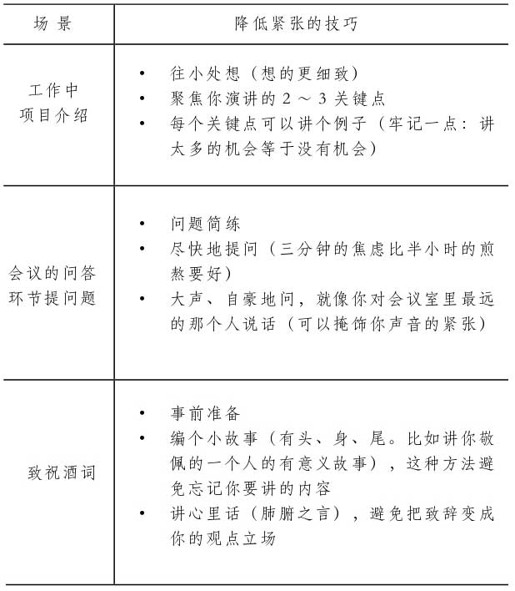 场 景
降低紧张的技巧
工作中
项目介绍
• 往小处想（想的更细致）
• 聚焦你演讲的 2 ～ 3 关键点
• 每个关键点可以讲个例子（牢记一点：讲
太多的机会等于没有机会）
会议的问答
环节提问题
• 问题简练
• 尽快地提问（三分钟的焦虑比半小时的煎
熬要好）
• 大声、自豪地问，就像你对会议室里最远
的那个人说话（可以掩饰你声音的紧张）
致祝酒词
• 事前准备
• 编个小故事（有头、身、尾。比如讲你敬
佩的一个人的有意义故事），这种方法避
免忘记你要讲的内容
• 讲心里话（肺腑之言），避免把致辞变成
你的观点立场